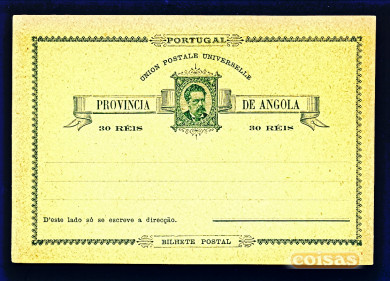 PORTUGAL
UNION POSTALE UNIVERSELLE
PROVINCIA DE ANGOLA
30 RÉIS 30 RÉIS
D'este lado só se escreve a direcção.
BILHETE POSTAL
coisas